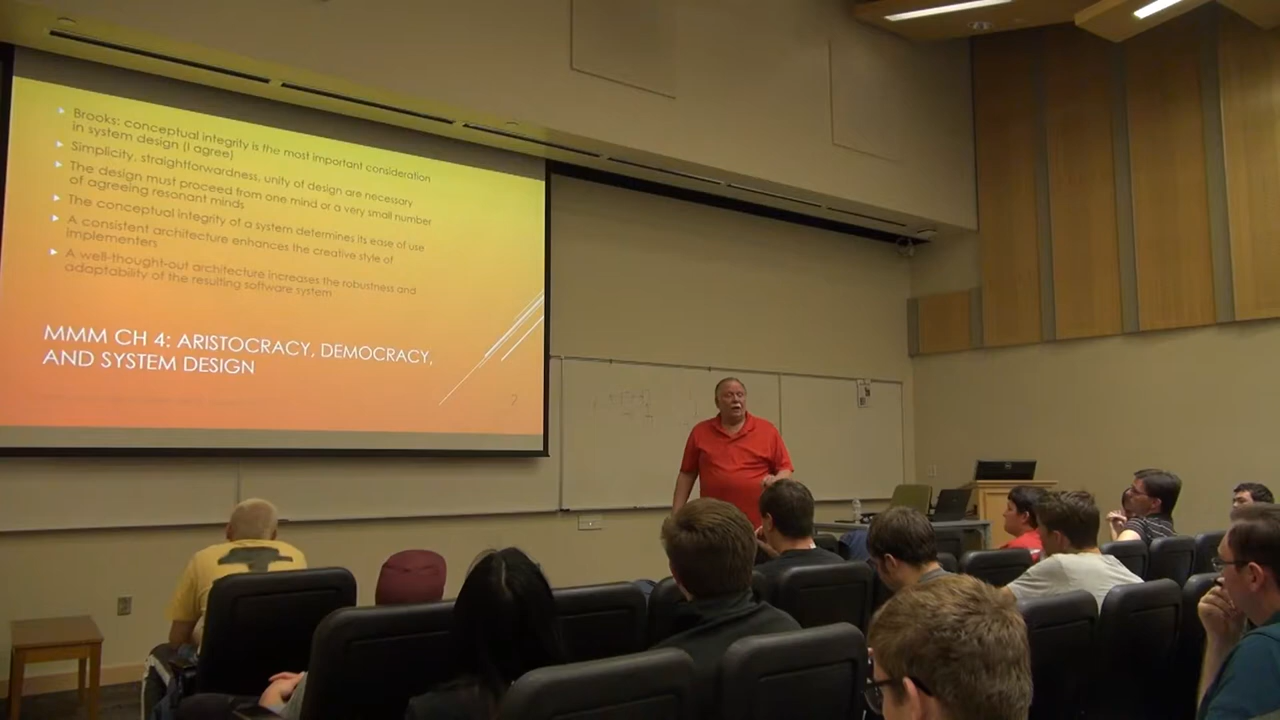 Brooks: conceptual integrity is the most important consideration
in system design (I agree)
Simplicity, straightforwardness, unity of design are necessary
The design must proceed from one mind or a very small number
of agreeing resonant minds
The conceptual integrity of a system determines its ease of use
A consistent architecture enhances the creative style of
implementers
A well-thought-out architecture increases the robustness and
adaptability of the resulting software system
MMM CH 4: ARISTOCRACY, DEMOCRACY,
AND SYSTEM DESIGN